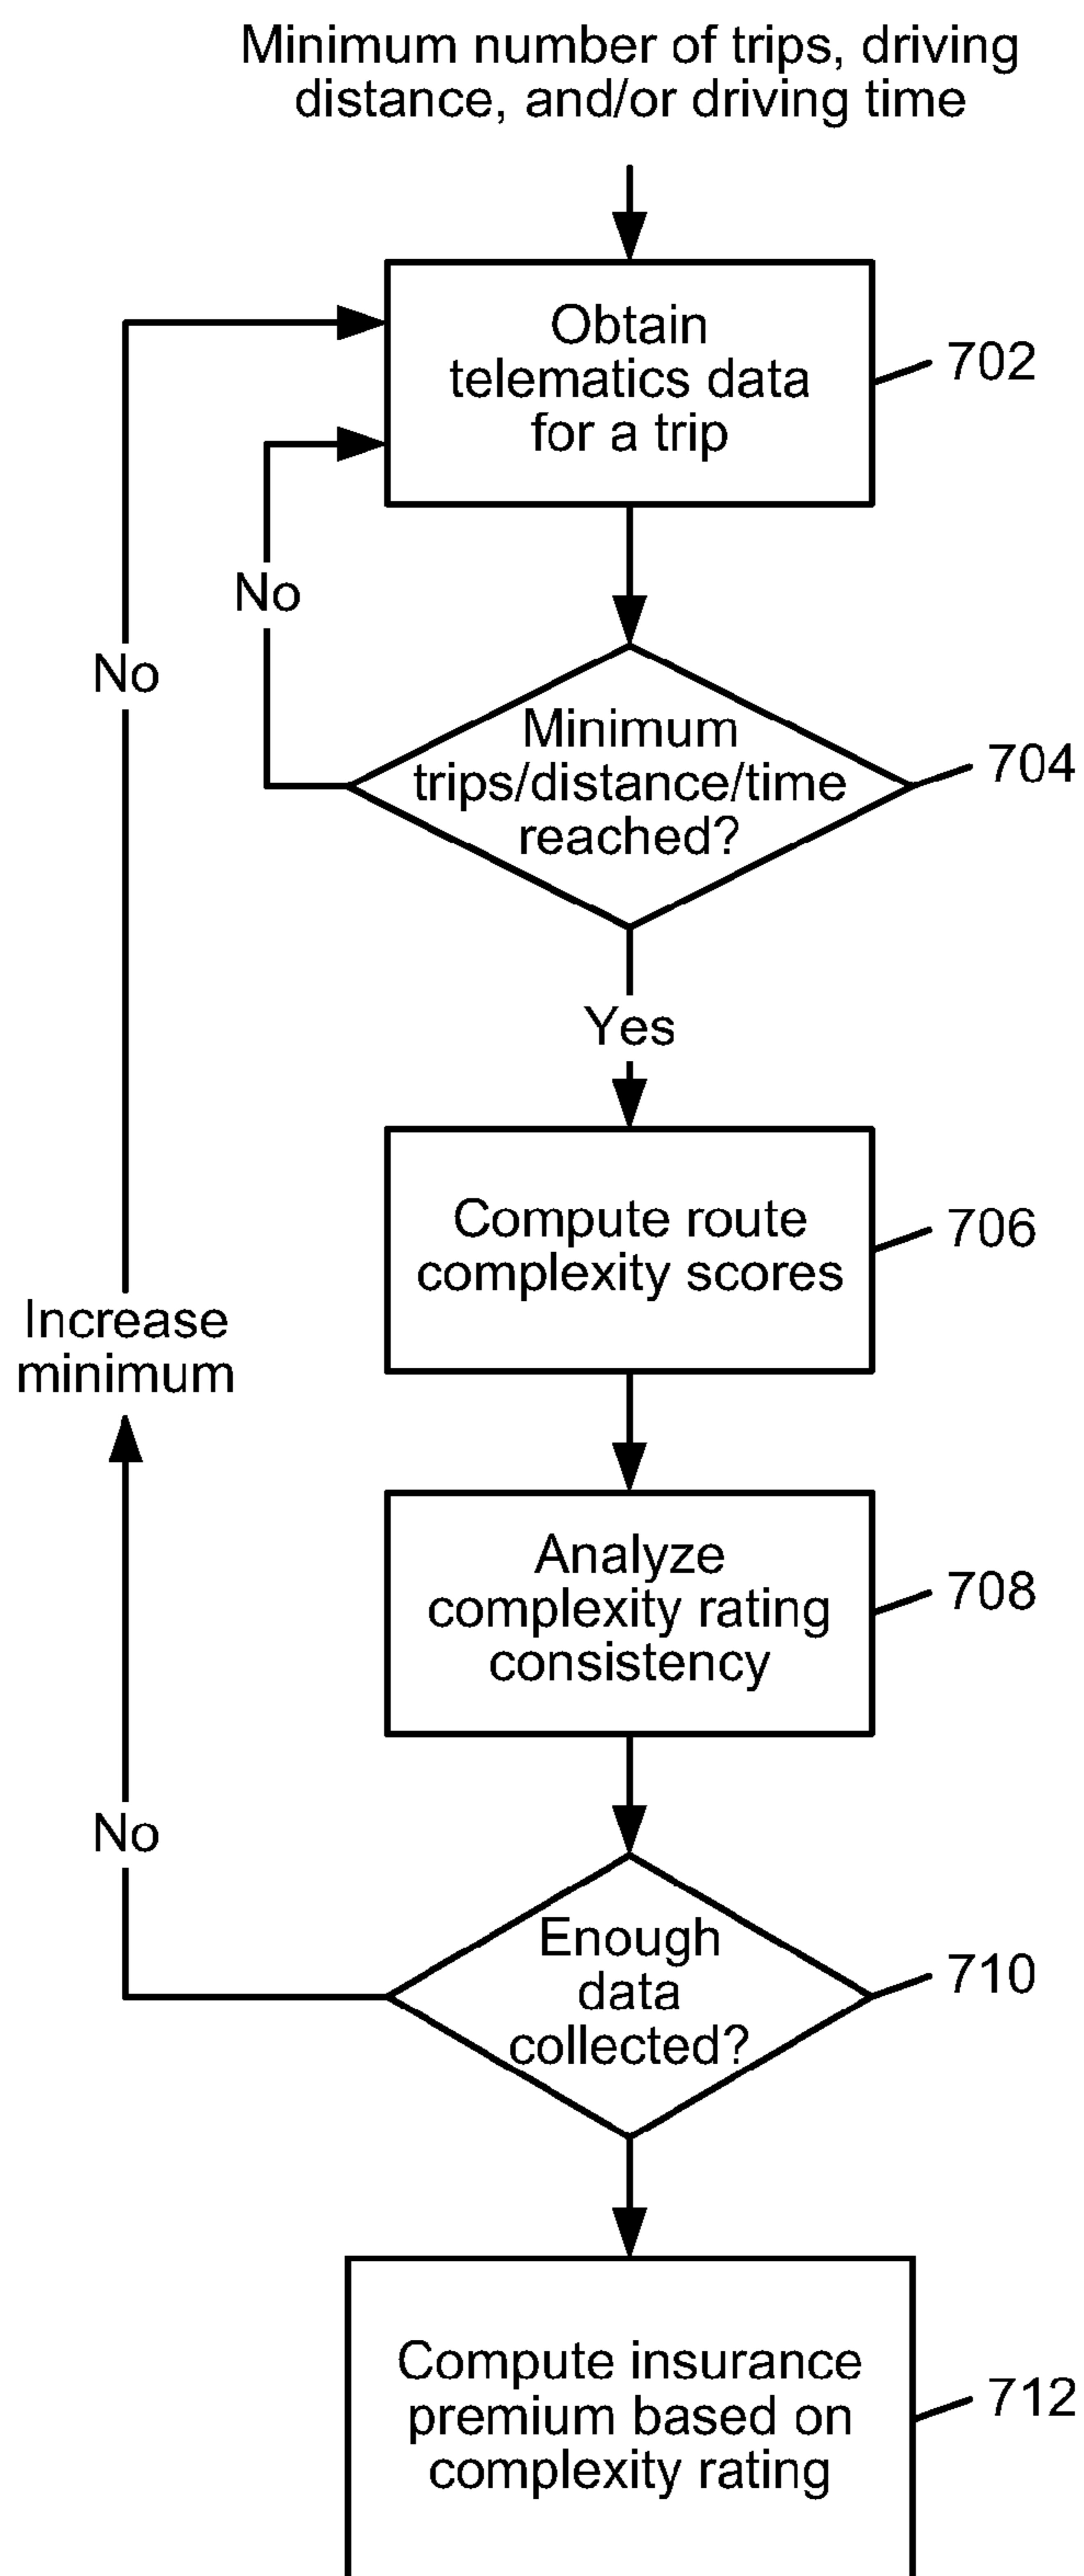 Minimum number of trips, driving
distance, and/or driving time
Obtain
telematics data
for a trip
702
No
No
Minimum
trips/distance/time
reached?
704
Yes
Compute route
complexity scores
706
Increase
minimum
Analyze
complexity rating
consistency
708
No
Enough
data
collected?
710
Compute insurance
premium based on
complexity rating
712